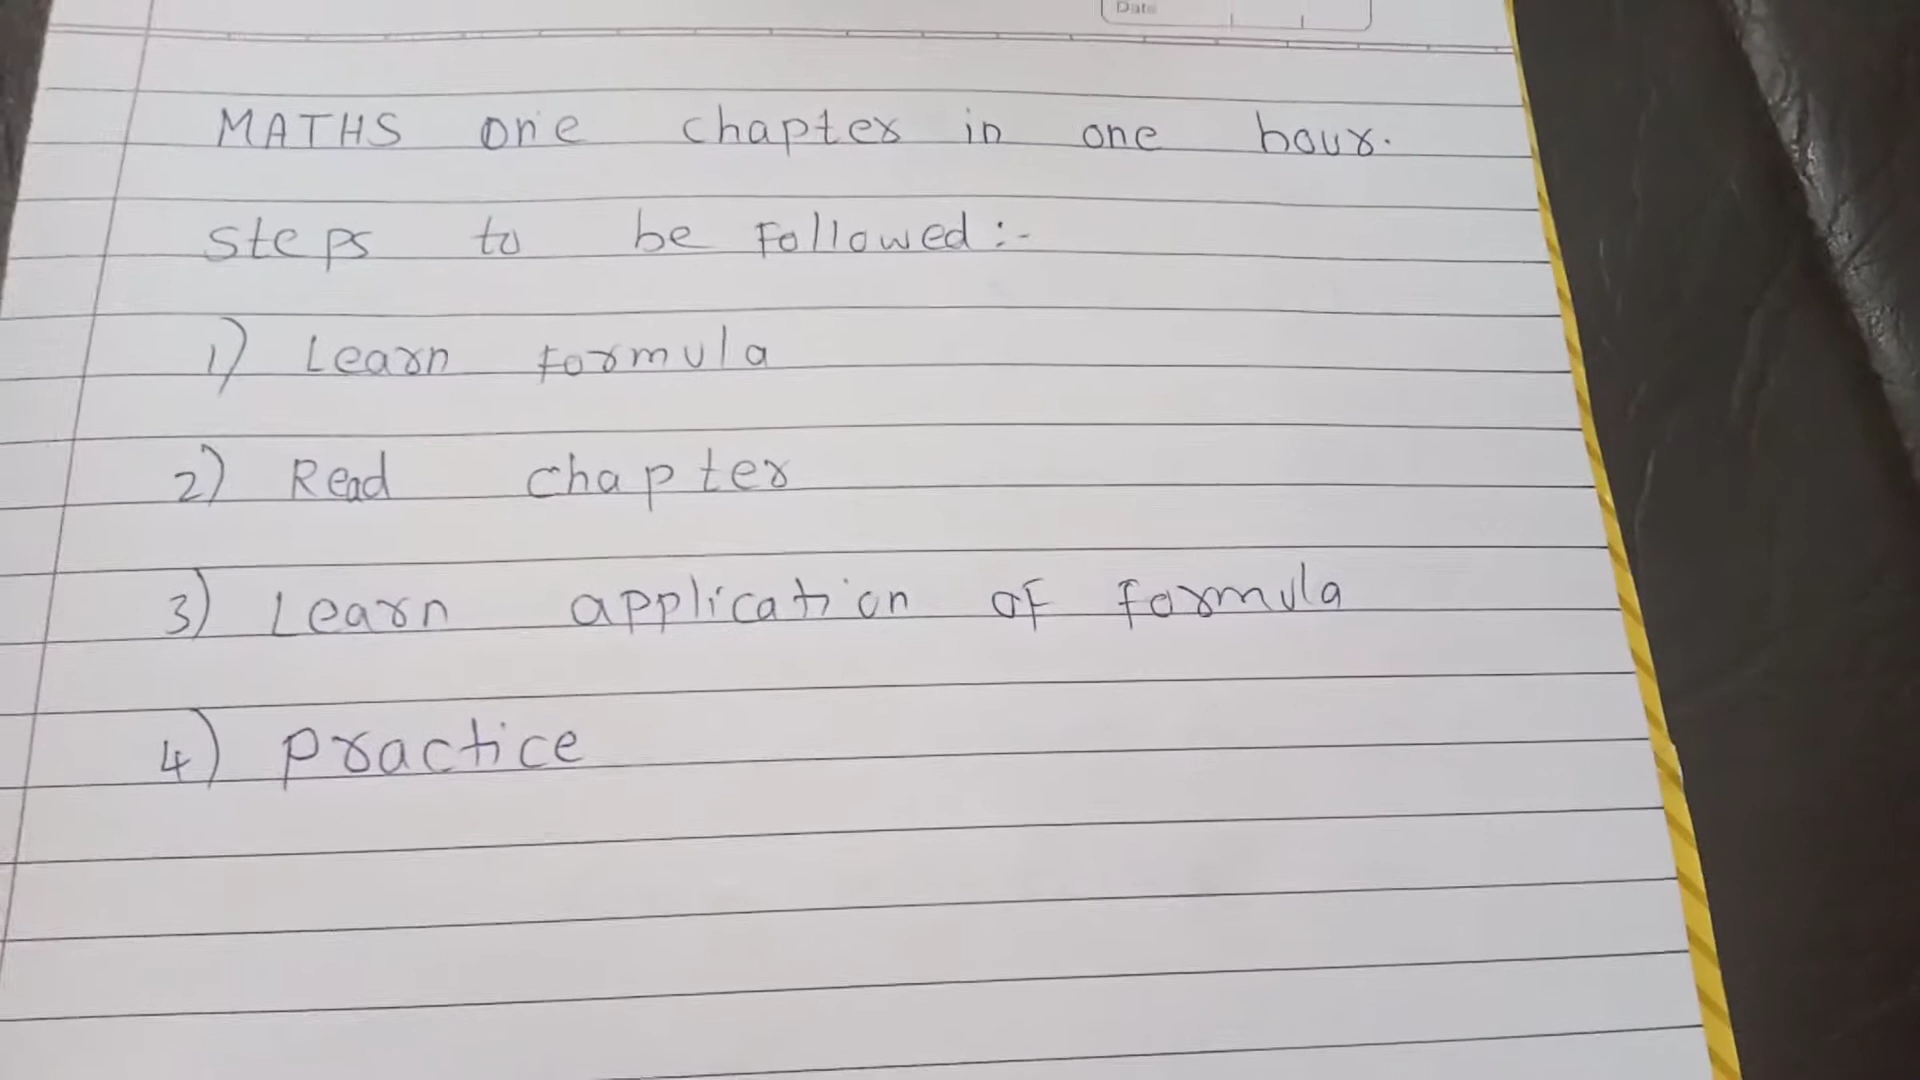 Date
MATHS one chapter in one hour.
steps to be Followed :-
1) Learn formula
2) Read chapter
3) Learn application of formula
4) practice